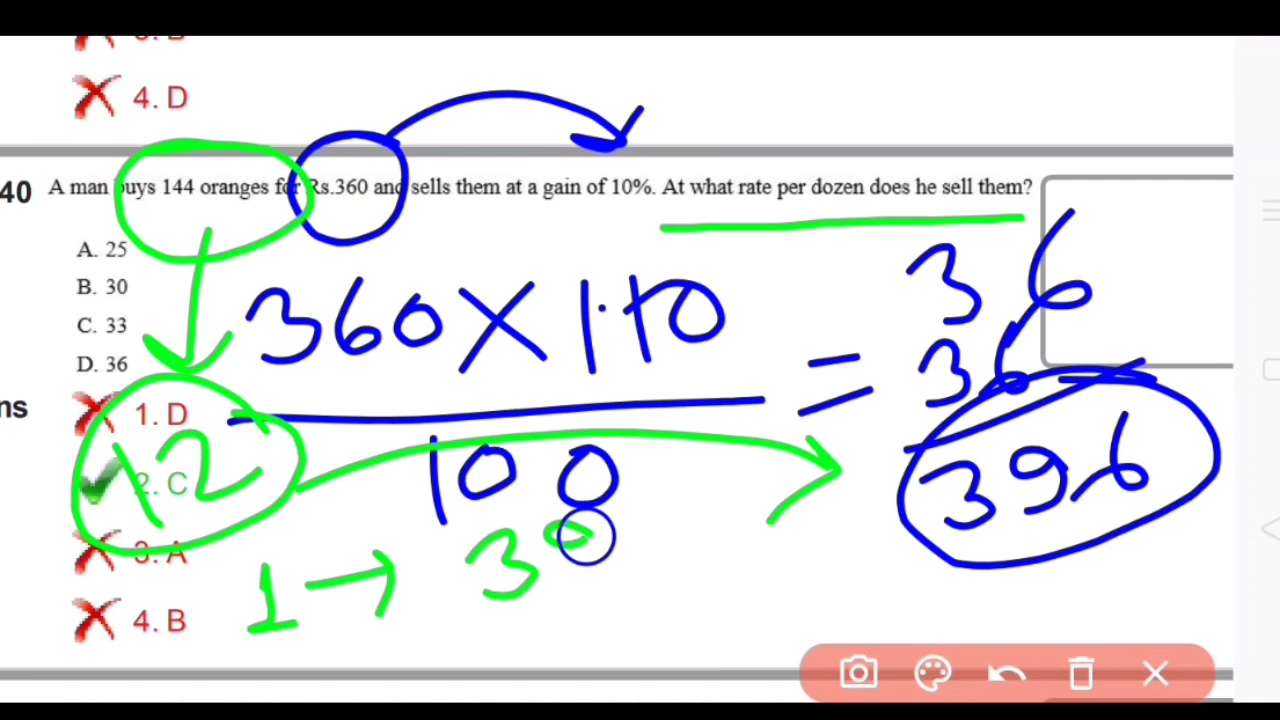 4. D
40 A man buys 144 oranges for Rs.360 and sells them at a gain of 10%. At what rate per dozen does he sell them?
A. 25
B. 30
C. 33
D. 36
360 × 110
100
=
36
36
396
ns
1. D
2. C
12
3. A
4. B
1 → 3